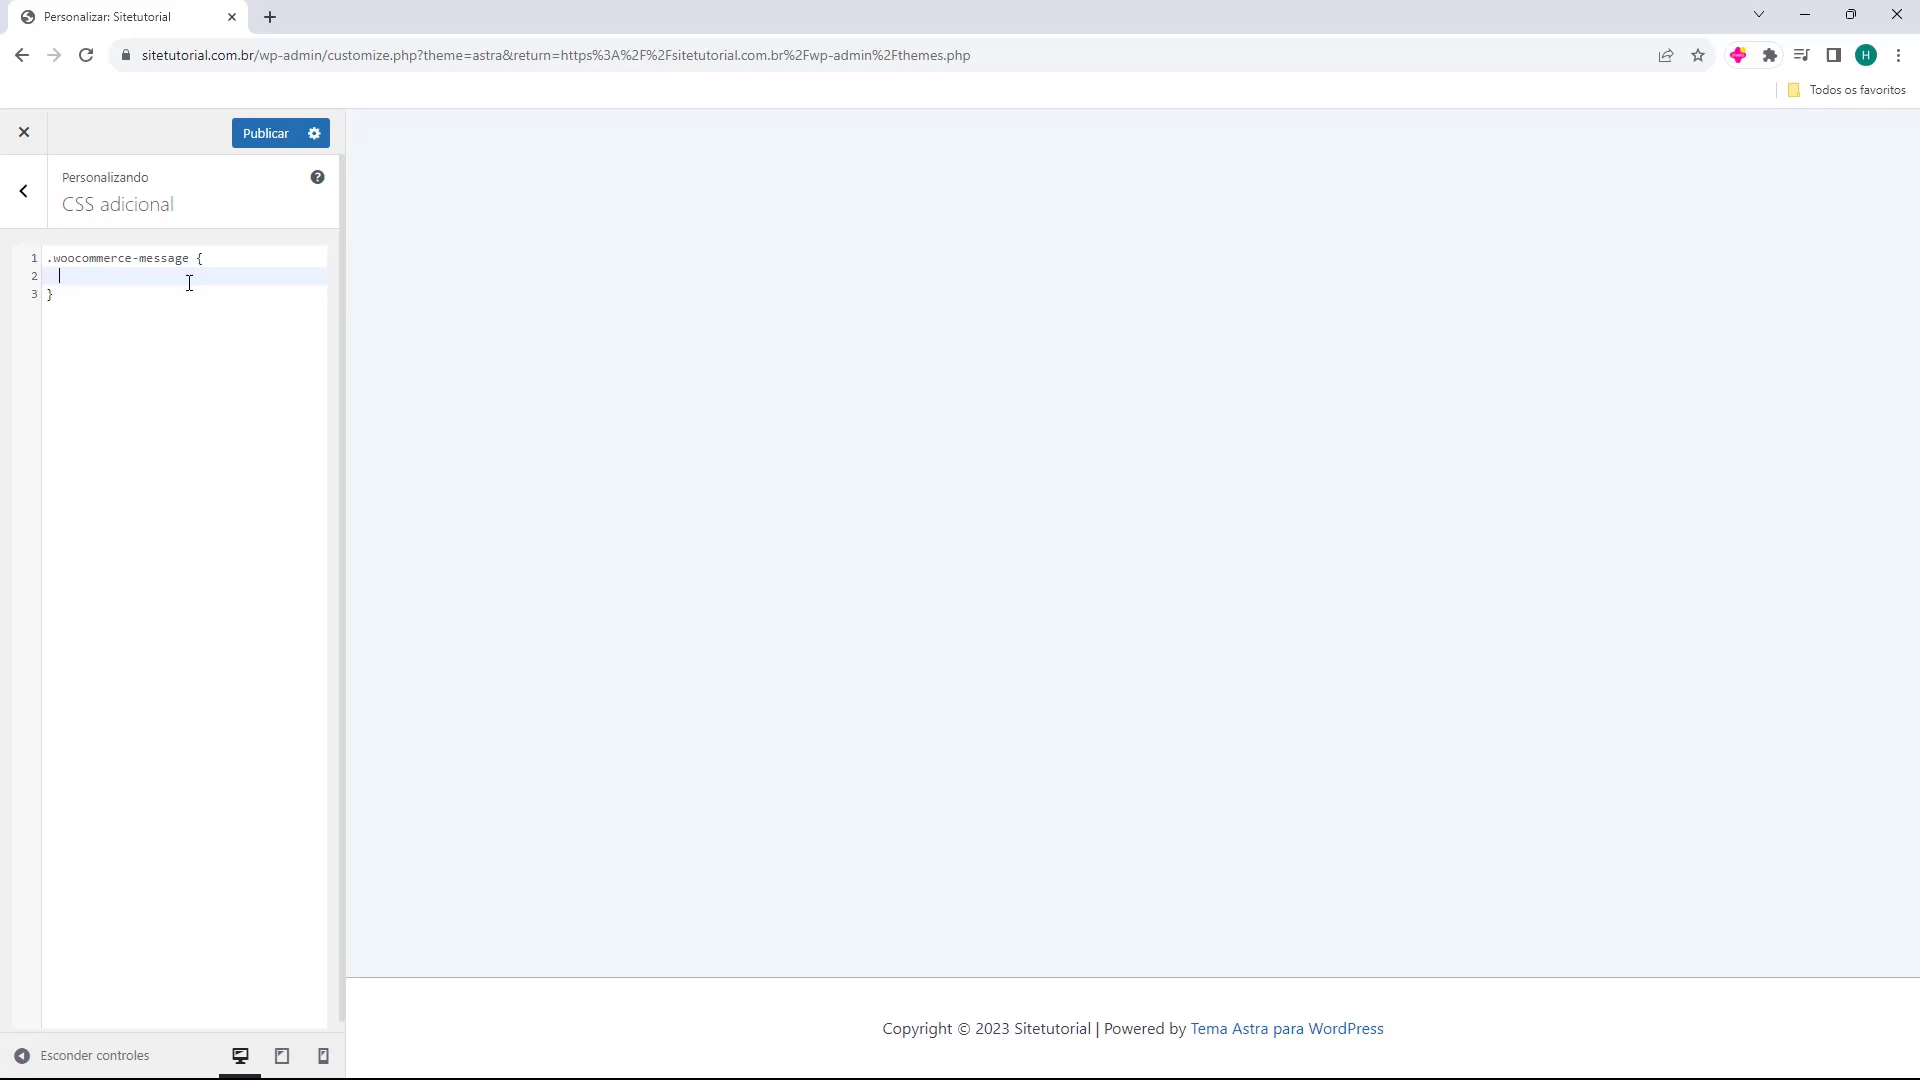 Personalizar: Sitetutorial
sitetutorial.com.br/wp-admin/customize.php?theme=astra&return=https%3A%2F%2Fsitetutorial.com.br%2Fwp-admin%2Fthemes.php
H
Todos os favoritos
Publicar
Personalizando
CSS adicional
1 .woocommerce-message {
2
3 }
Copyright © 2023 Sitetutorial | Powered by Tema Astra para WordPress
Esconder controles